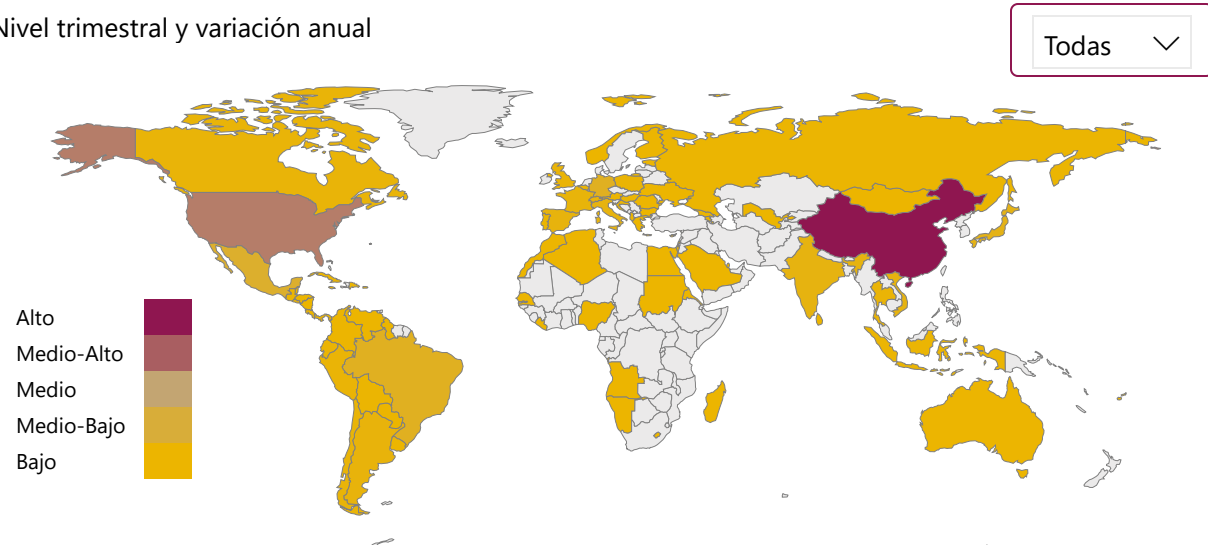 Nivel trimestral y variación anual
Todas
Alto
Medio-Alto
Medio
Medio-Bajo
Bajo